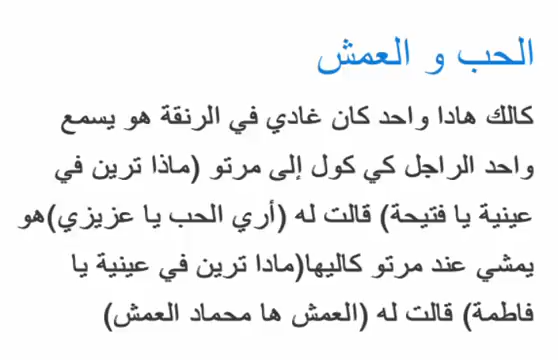 الحب و العمش
كالك هادا واحد كان غادي في الرنقة هو يسمع
واحد الراجل كي كول إلى مرتو (ماذا ترين في
عينية يا فتيحة) قالت له (أري الحب يا عزيزي)هو
يمشي عند مرتو كاليها(مادا ترين في عينية يا
فاطمة) قالت له (العمش ها محماد العمش)